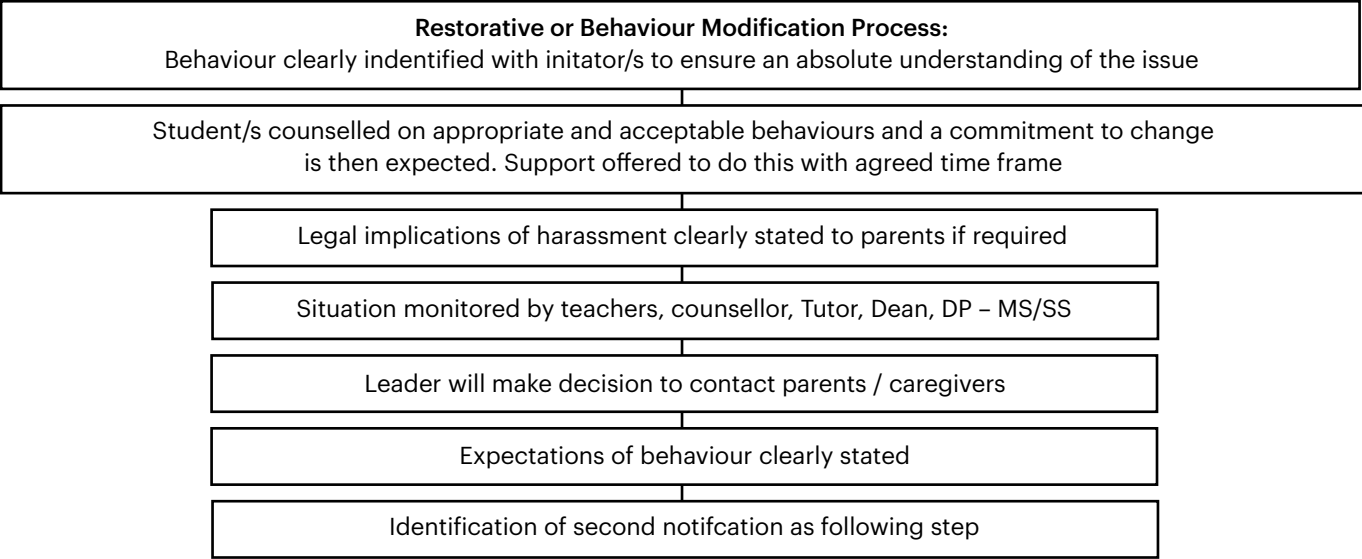 Restorative or Behaviour Modification Process:
Behaviour clearly indentified with initator/s to ensure an absolute understanding of the issue
Student/s counselled on appropriate and acceptable behaviours and a commitment to change
is then expected. Support offered to do this with agreed time frame
Legal implications of harassment clearly stated to parents if required
Situation monitored by teachers, counsellor, Tutor, Dean, DP – MS/SS
Leader will make decision to contact parents / caregivers
Expectations of behaviour clearly stated
Identification of second notifcation as following step